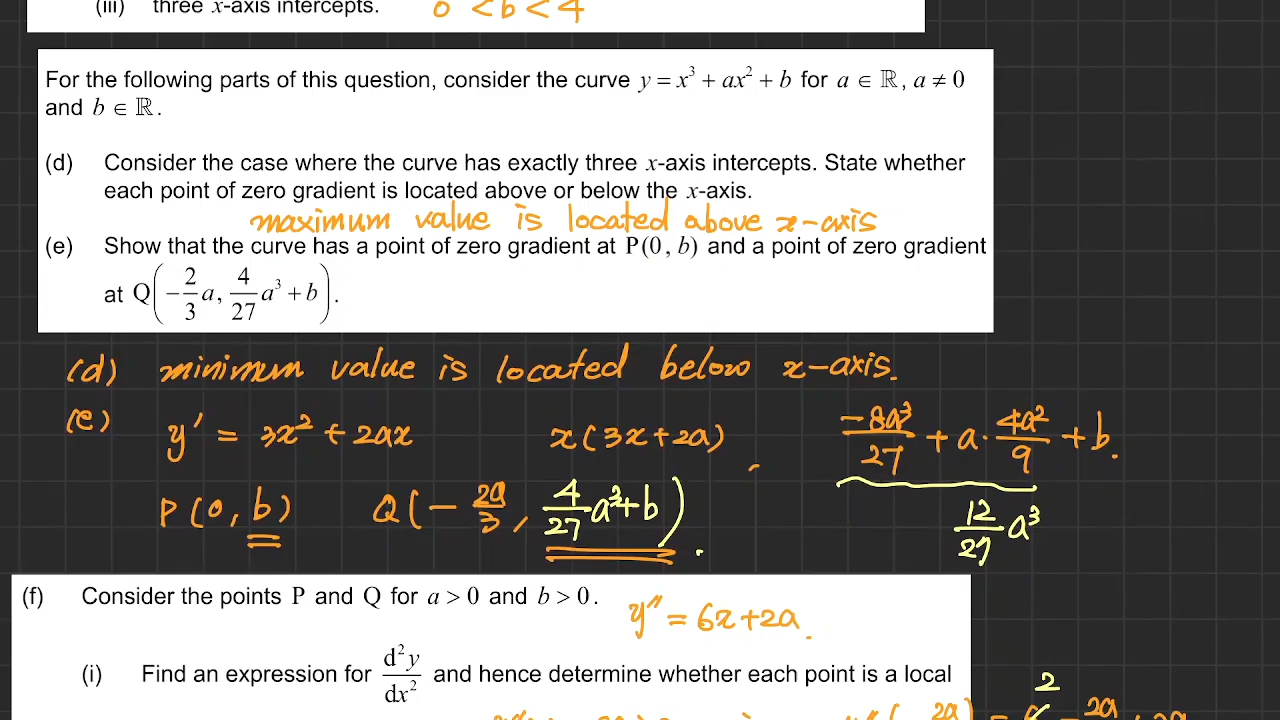 (iii) three x-axis intercepts. 0 < b < 4
For the following parts of this question, consider the curve y = x³ + ax² + b for a ∈ ℝ, a ≠ 0
and b ∈ ℝ.
(d) Consider the case where the curve has exactly three x-axis intercepts. State whether
each point of zero gradient is located above or below the x-axis.
maximum value is located above x-axis
(e) Show that the curve has a point of zero gradient at P(0, b) and a point of zero gradient
at Q(-2/3 a, 4/27 a³ + b).
(d) minimum value is located below x-axis.
(e) y' = 3x² + 2ax x(3x+2a) -8a³/27 + a · 4a²/9 + b.
P(0, b) Q(- 2a/3, 4/27 a³+b). 12/27 a³
(f) Consider the points P and Q for a > 0 and b > 0.
y'' = 6x+2a.
(i) Find an expression for d²y/dx² and hence determine whether each point is a local
2